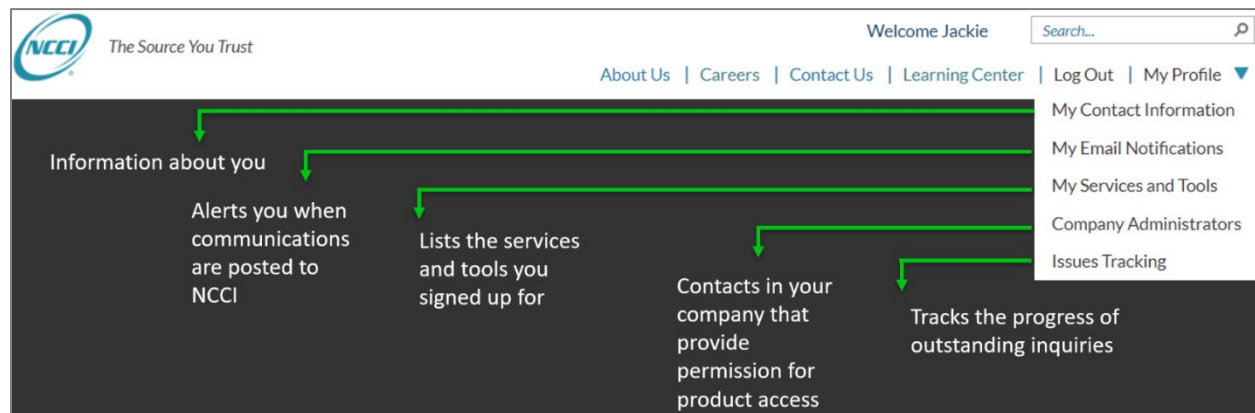 NCCI
The Source You Trust
Welcome Jackie
Search...
About Us | Careers | Contact Us | Learning Center | Log Out | My Profile ▼
My Contact Information
My Email Notifications
My Services and Tools
Company Administrators
Issues Tracking
Information about you
Alerts you when
communications
are posted to
NCCI
Lists the services
and tools you
signed up for
Contacts in your
company that
provide
permission for
product access
Tracks the progress of
outstanding inquiries